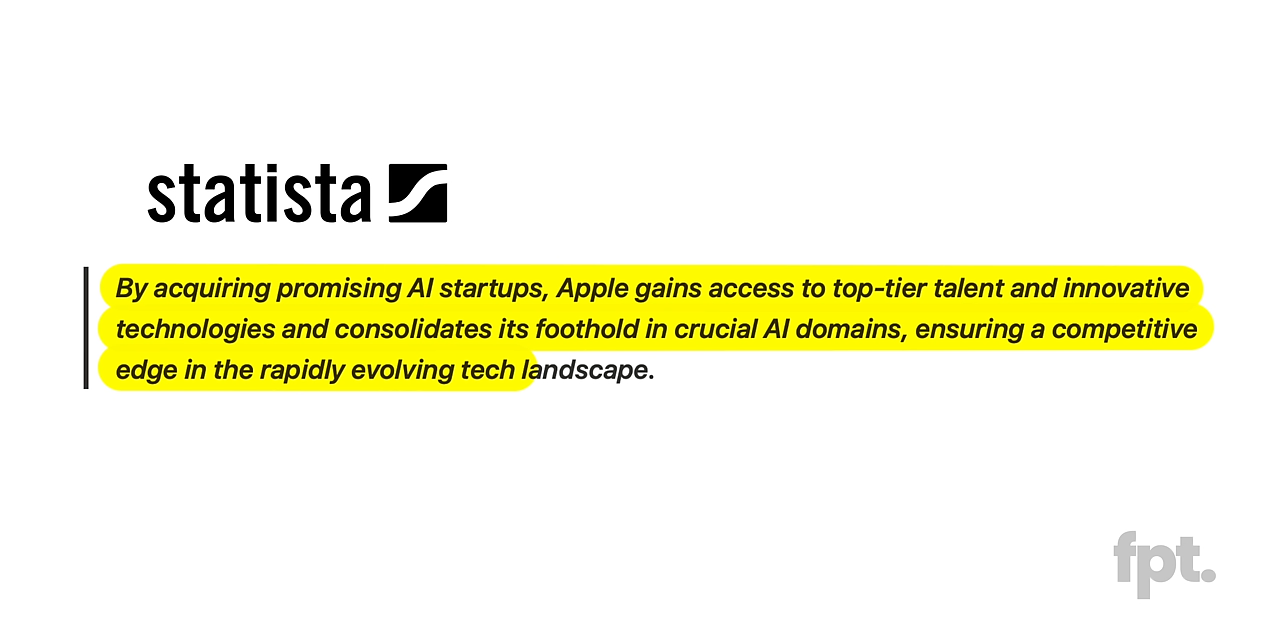 statista
By acquiring promising AI startups, Apple gains access to top-tier talent and innovative
technologies and consolidates its foothold in crucial AI domains, ensuring a competitive
edge in the rapidly evolving tech landscape.
fpt.